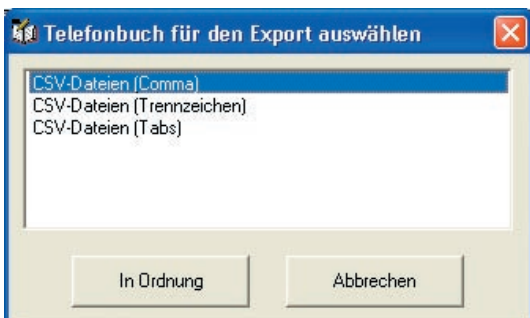 Telefonbuch für den Export auswählen
CSV-Dateien (Comma)
CSV-Dateien (Trennzeichen)
CSV-Dateien (Tabs)
In Ordnung
Abbrechen